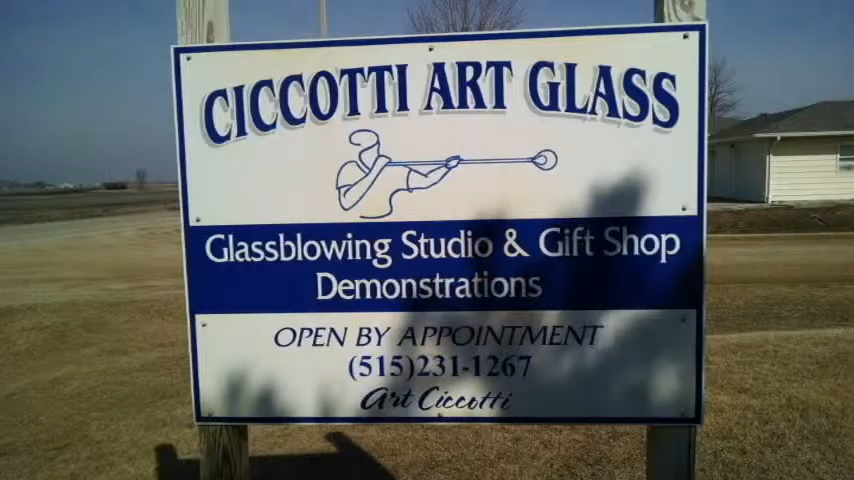 CICCOTTI ART GLASS
Glassblowing Studio & Gift Shop
Demonstrations
OPEN BY APPOINTMENT
(515)231-1267
Art Ciccotti